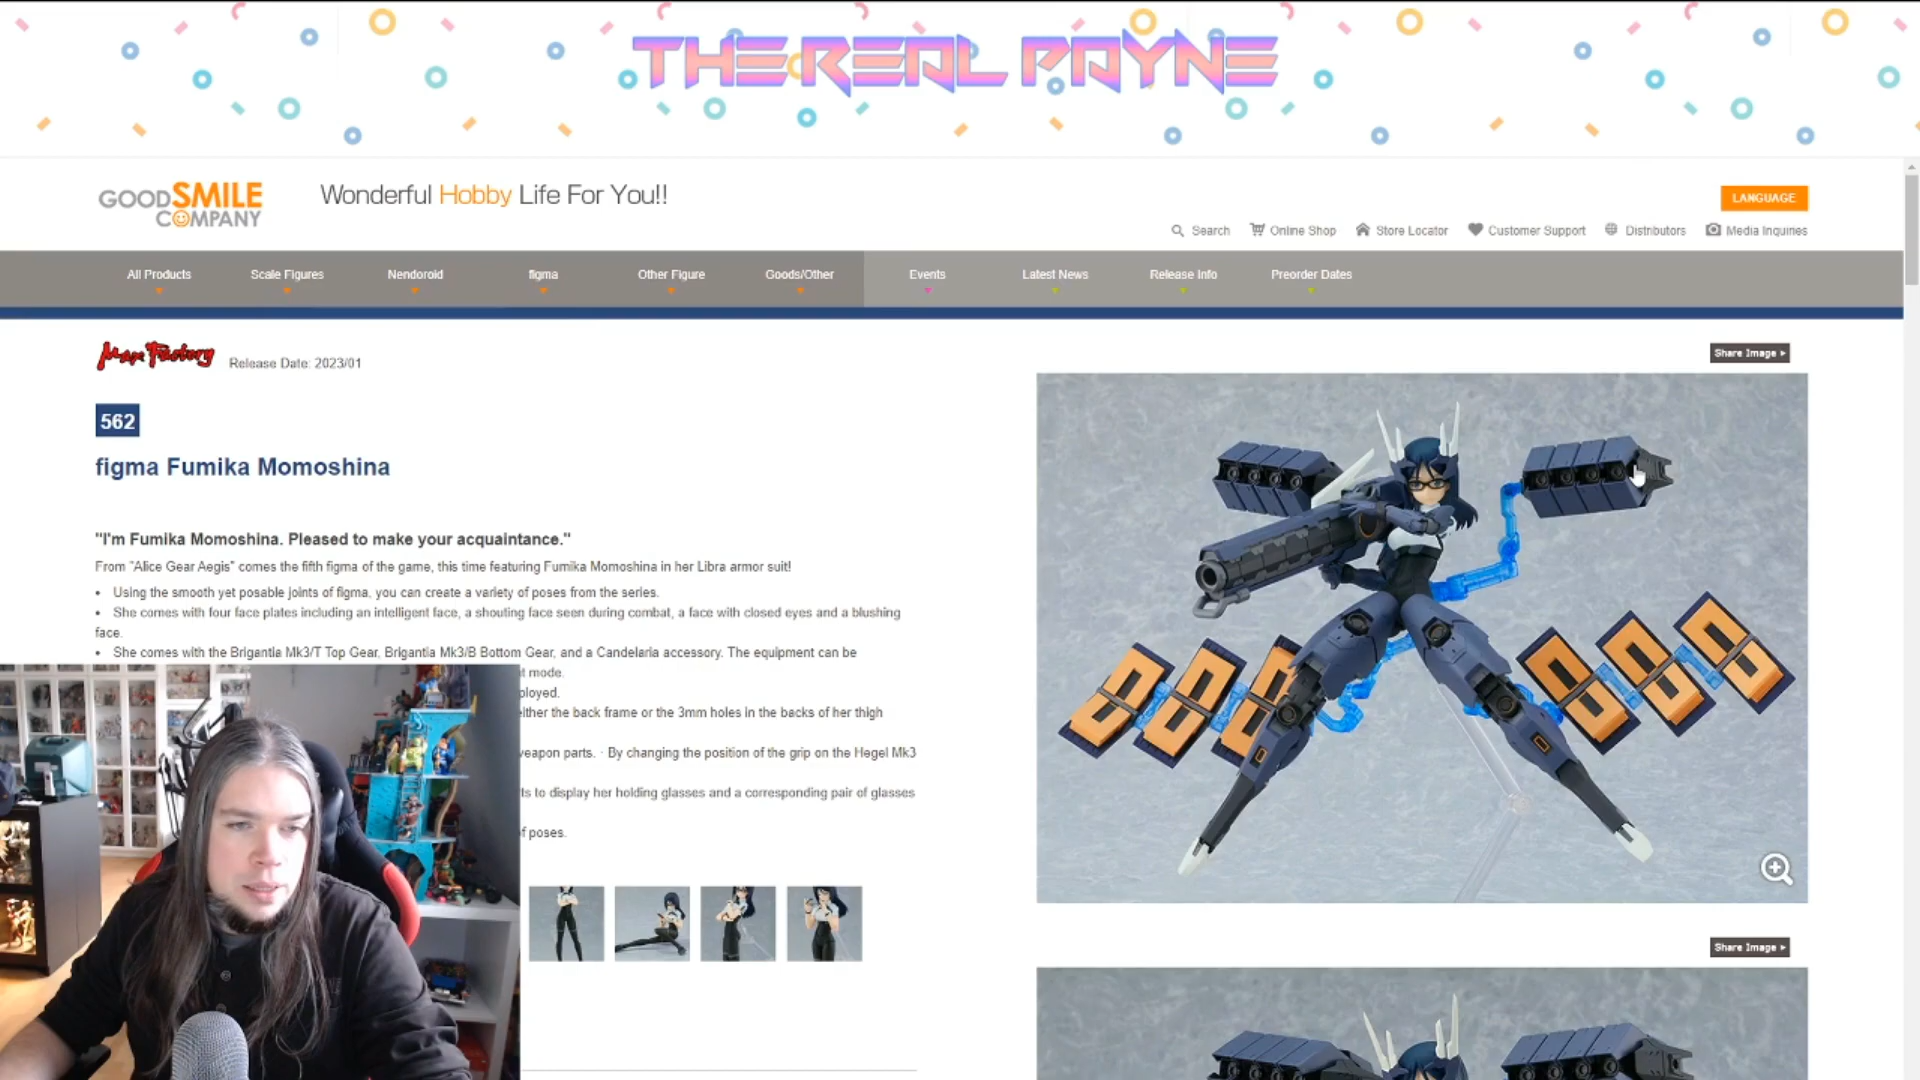 THE REAL PAYNE
GOOD SMILE COMPANY
Wonderful Hobby Life For You!!
LANGUAGE
Search
Online Shop
Store Locator
Customer Support
Distributors
Media Inquiries
All Products
Scale Figures
Nendoroid
figma
Other Figure
Goods/Other
Events
Latest News
Release Info
Preorder Dates
Max Factory
Release Date: 2023/01
Share Image ▸
562
figma Fumika Momoshina
"I'm Fumika Momoshina. Pleased to make your acquaintance."
From "Alice Gear Aegis" comes the fifth figma of the game, this time featuring Fumika Momoshina in her Libra armor suit!
• Using the smooth yet posable joints of figma, you can create a variety of poses from the series.
• She comes with four face plates including an intelligent face, a shouting face seen during combat, a face with closed eyes and a blushing
face.
• She comes with the Brigantia Mk3/T Top Gear, Brigantia Mk3/B Bottom Gear, and a Candelaria accessory. The equipment can be
t mode.
ployed.
either the back frame or the 3mm holes in the backs of her thigh
weapon parts. · By changing the position of the grip on the Hegel Mk3
ts to display her holding glasses and a corresponding pair of glasses
of poses.
Share Image ▸